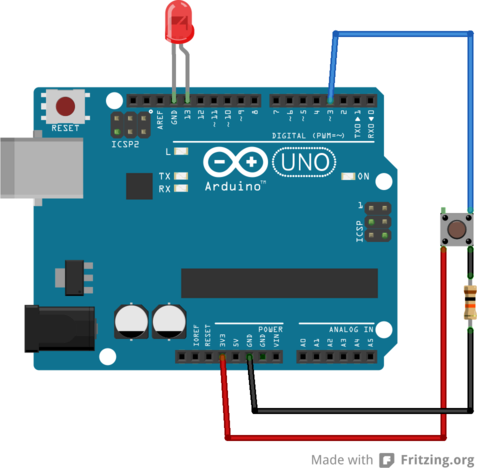 AREF
GND
13
12
~11
~10
~9
8
7
~6
~5
4
~3
2
TX0▶1
RX0◀0
RESET
ICSP2
DIGITAL (PWM=~)
L
TX
RX
UNO
ON
Arduino™
1
ICSP
IOREF
RESET
3V3
5V
GND
GND
VIN
POWER
ANALOG IN
A0
A1
A2
A3
A4
A5
Made with Fritzing.org